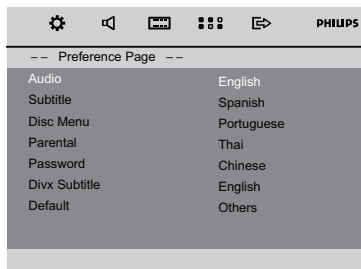 PHILIPS
-- Preference Page --
Audio English
Subtitle Spanish
Disc Menu Portuguese
Parental Thai
Password Chinese
Divx Subtitle English
Default Others